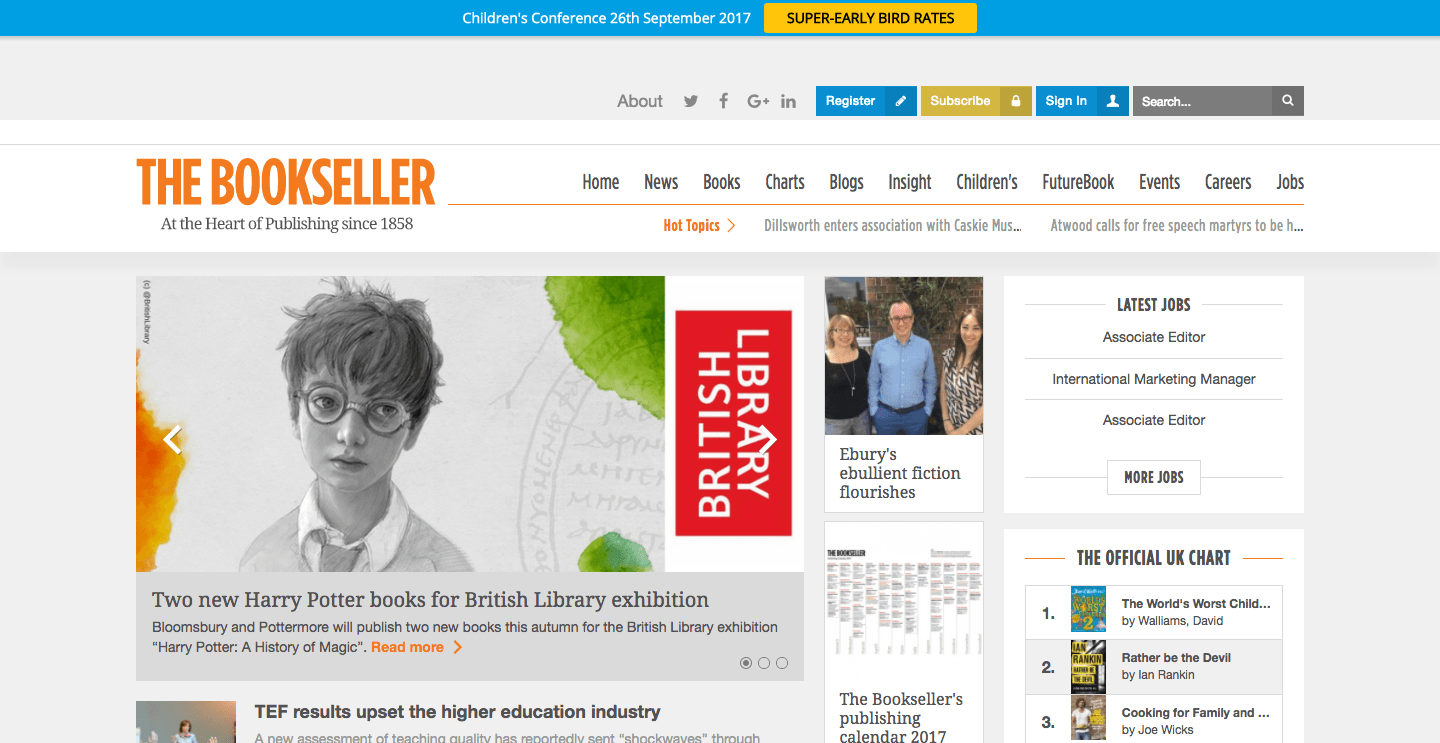 Children's Conference 26th September 2017
SUPER-EARLY BIRD RATES
About
Register
Subscribe
Sign In
Search...
THE BOOKSELLER
At the Heart of Publishing since 1858
Home News Books Charts Blogs Insight Children's FutureBook Events Careers Jobs
Hot Topics
Dillsworth enters association with Caskie Mus...
Atwood calls for free speech martyrs to be h...
(c) @BritishLibrary
BRITISH
LIBRARY
Two new Harry Potter books for British Library exhibition
Bloomsbury and Pottermore will publish two new books this autumn for the British Library exhibition
“Harry Potter: A History of Magic”. Read more
TEF results upset the higher education industry
A new assessment of teaching quality has reportedly sent “shockwaves” through
Ebury's
ebullient fiction
flourishes
THE BOOKSELLER
The Bookseller's
publishing
calendar 2017
LATEST JOBS
Associate Editor
International Marketing Manager
Associate Editor
MORE JOBS
THE OFFICIAL UK CHART
1.
The World's Worst Child...
by Walliams, David
2.
IAN
RANKIN
RATHER BE
THE DEVIL
Rather be the Devil
by Ian Rankin
3.
Cooking for Family and ...
by Joe Wicks